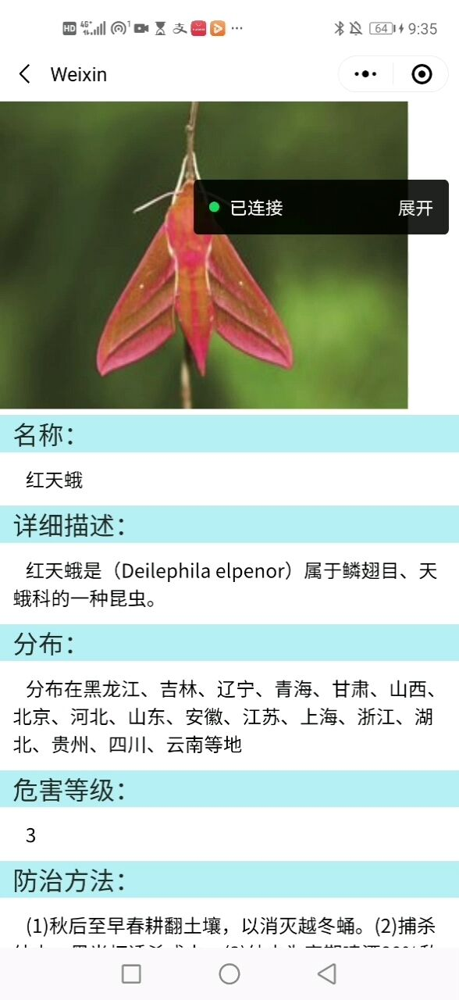 HD 4G+ 1 支 ... 64 9:35
Weixin
已连接 展开
名称：
红天蛾
详细描述：
红天蛾是（Deilephila elpenor）属于鳞翅目、天
蛾科的一种昆虫。
分布：
分布在黑龙江、吉林、辽宁、青海、甘肃、山西、
北京、河北、山东、安徽、江苏、上海、浙江、湖
北、贵州、四川、云南等地
危害等级：
3
防治方法：
(1)秋后至早春耕翻土壤，以消灭越冬蛹。(2)捕杀